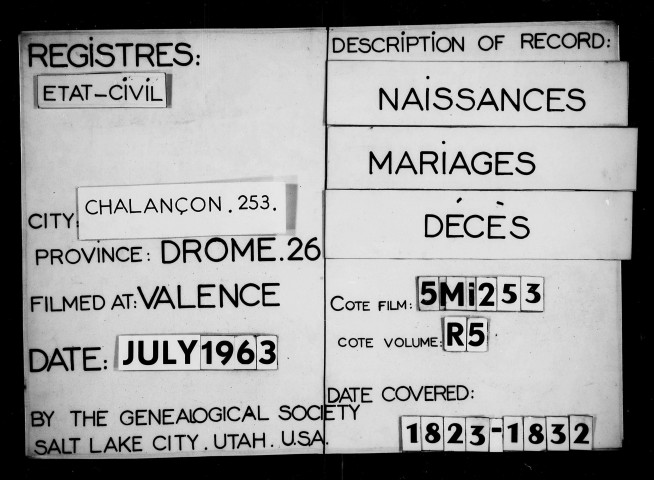 REGISTRES:
ETAT-CIVIL
CITY: CHALANÇON.253.
PROVINCE: DROME.26
FILMED AT: VALENCE
DATE: JULY 1963
BY THE GENEALOGICAL SOCIETY
SALT LAKE CITY. UTAH. U.S.A.
DESCRIPTION OF RECORD:
NAISSANCES
MARIAGES
DÉCÈS
COTE FILM: 5Mi253
COTE VOLUME: R5
DATE COVERED:
1823-1832